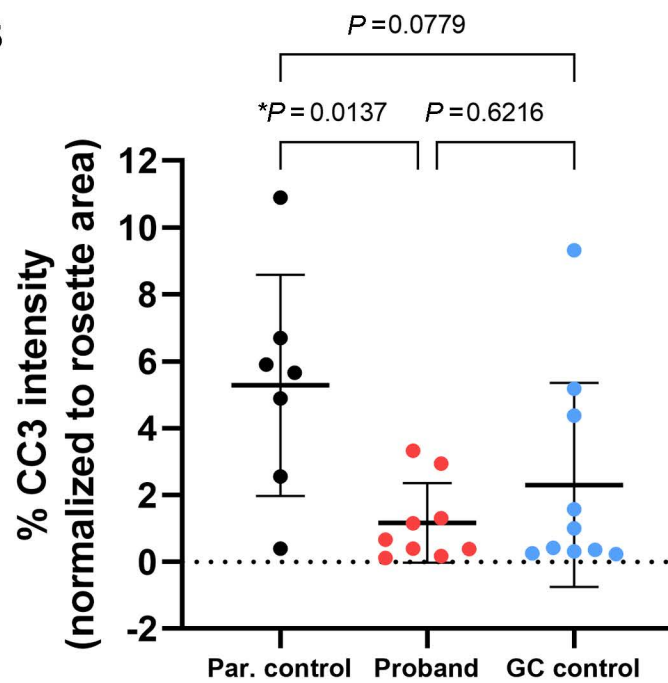 P = 0.0779
*P = 0.0137 P = 0.6216
% CC3 intensity
(normalized to rosette area)
12
10
8
6
4
2
0
-2
Par. control Proband GC control